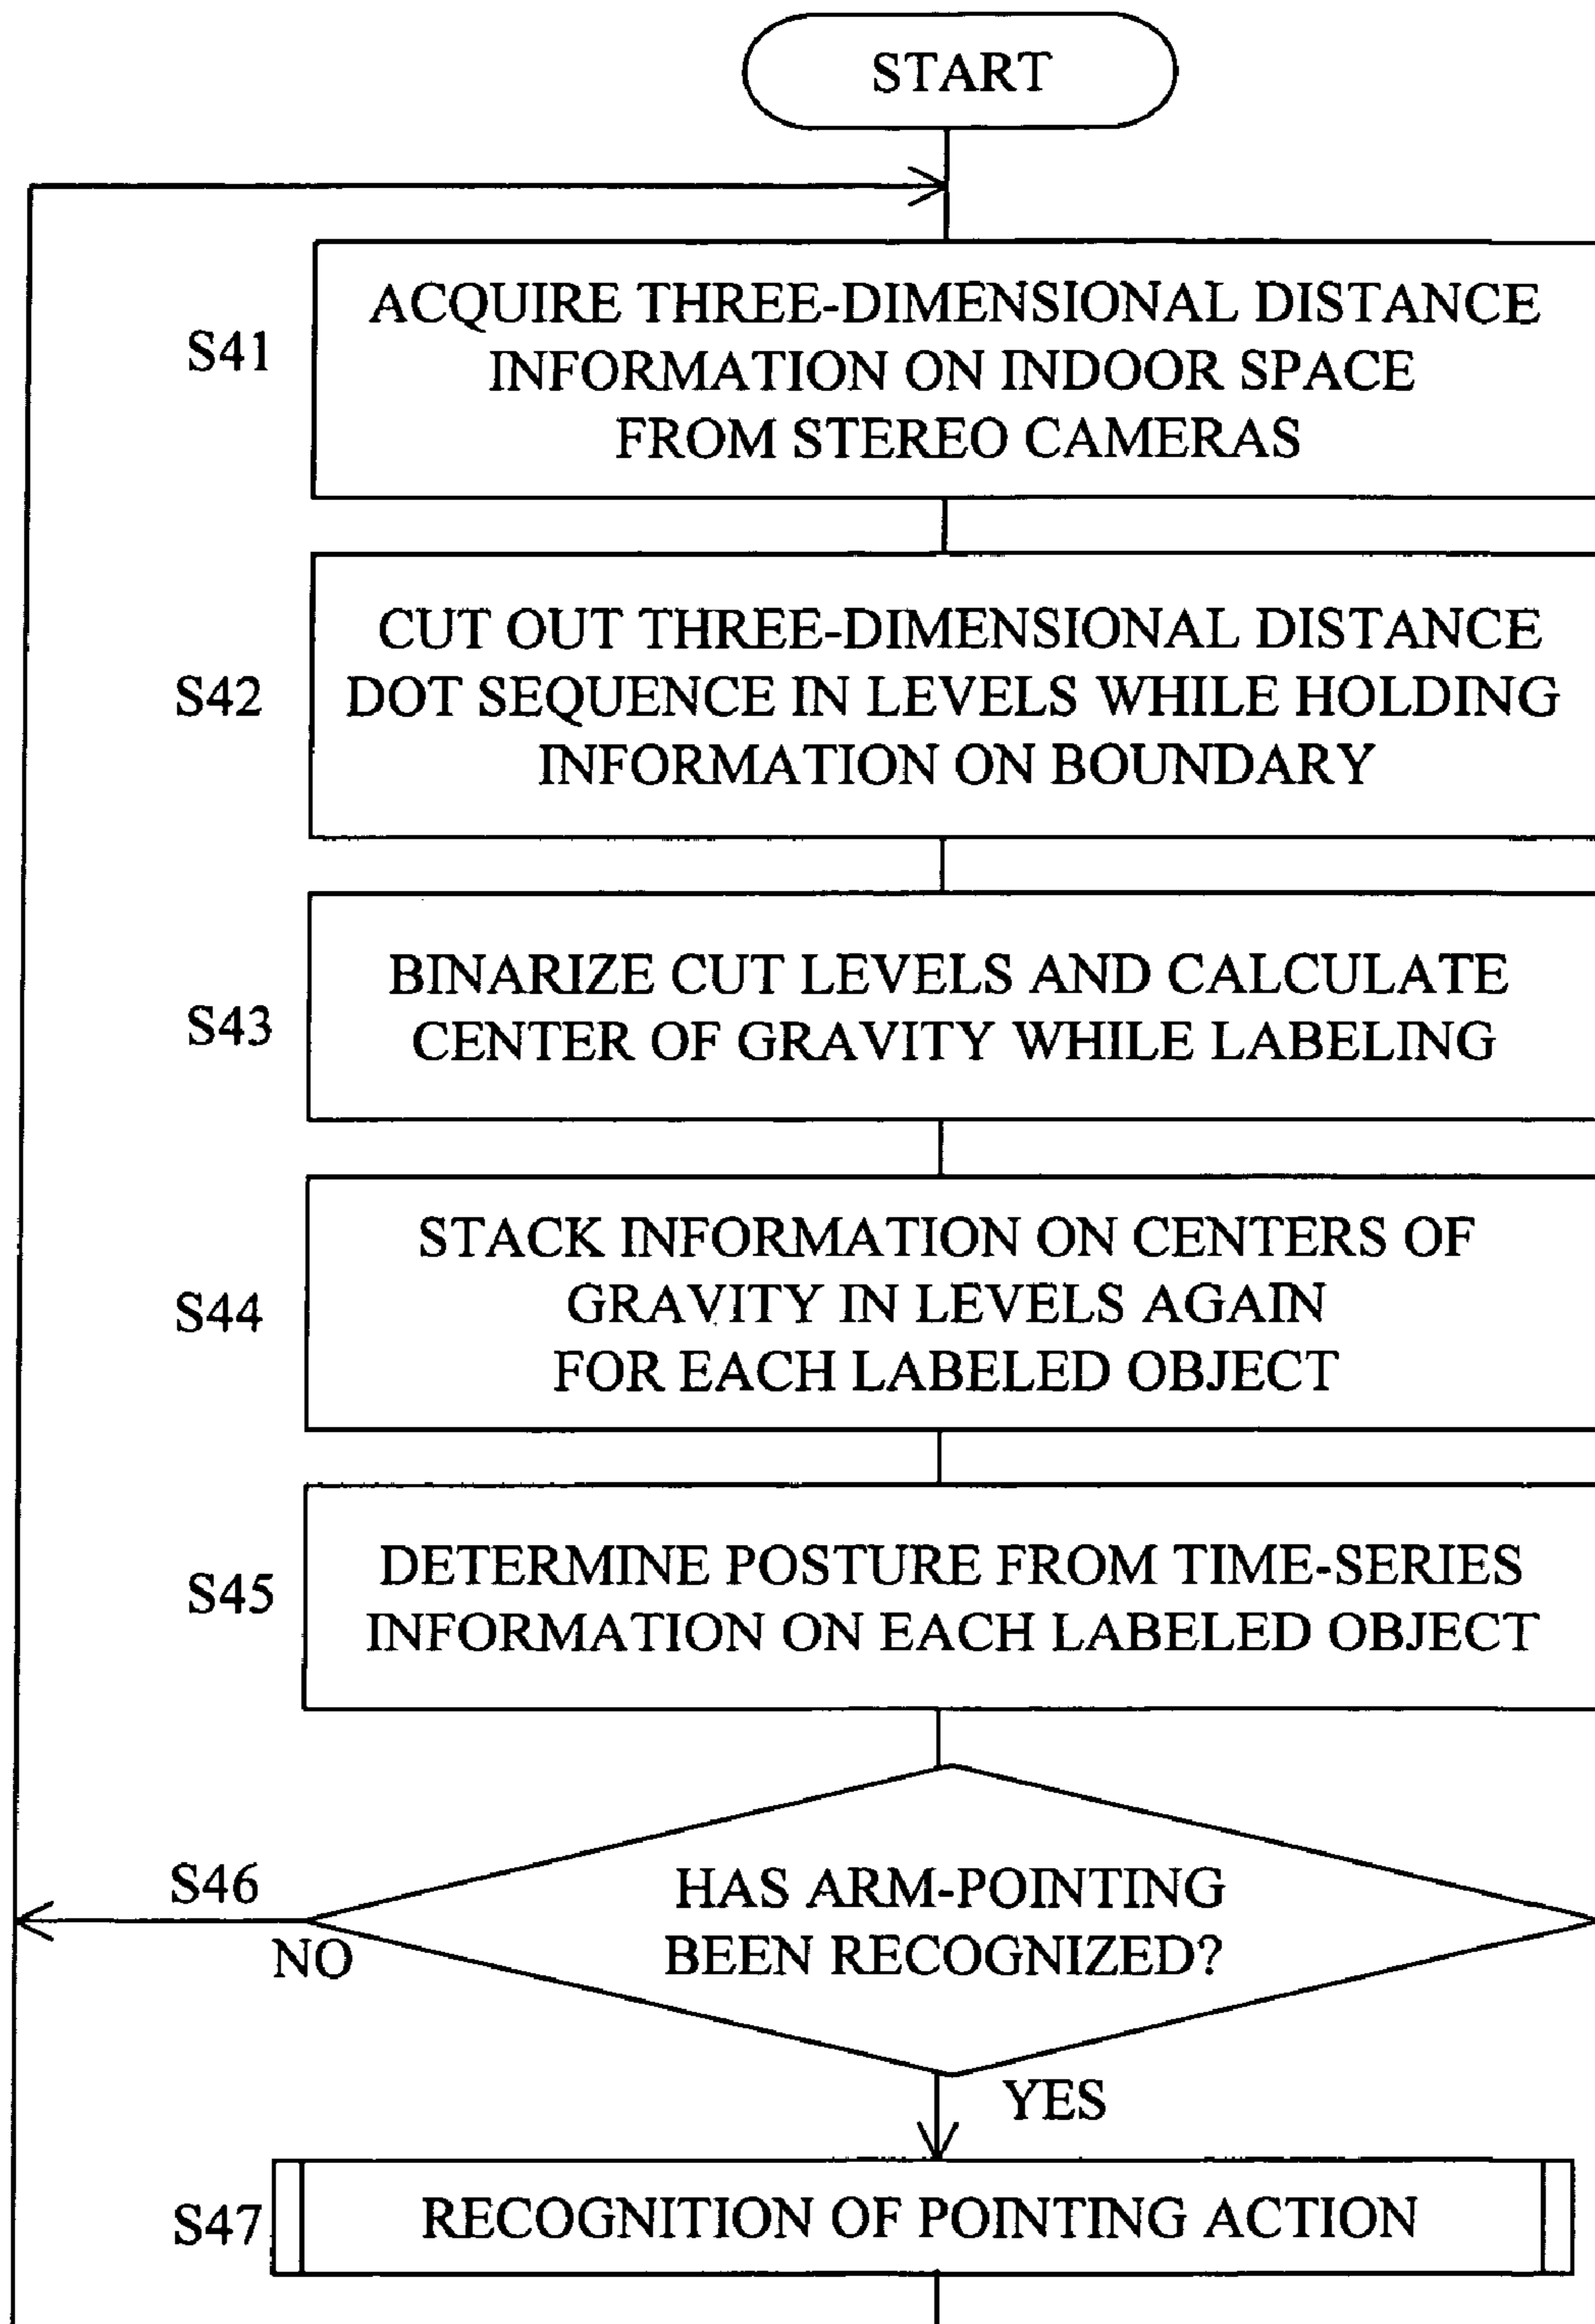 START
S41
ACQUIRE THREE-DIMENSIONAL DISTANCE
INFORMATION ON INDOOR SPACE
FROM STEREO CAMERAS
S42
CUT OUT THREE-DIMENSIONAL DISTANCE
DOT SEQUENCE IN LEVELS WHILE HOLDING
INFORMATION ON BOUNDARY
S43
BINARIZE CUT LEVELS AND CALCULATE
CENTER OF GRAVITY WHILE LABELING
S44
STACK INFORMATION ON CENTERS OF
GRAVITY IN LEVELS AGAIN
FOR EACH LABELED OBJECT
S45
DETERMINE POSTURE FROM TIME-SERIES
INFORMATION ON EACH LABELED OBJECT
S46
HAS ARM-POINTING
BEEN RECOGNIZED?
NO
YES
S47
RECOGNITION OF POINTING ACTION